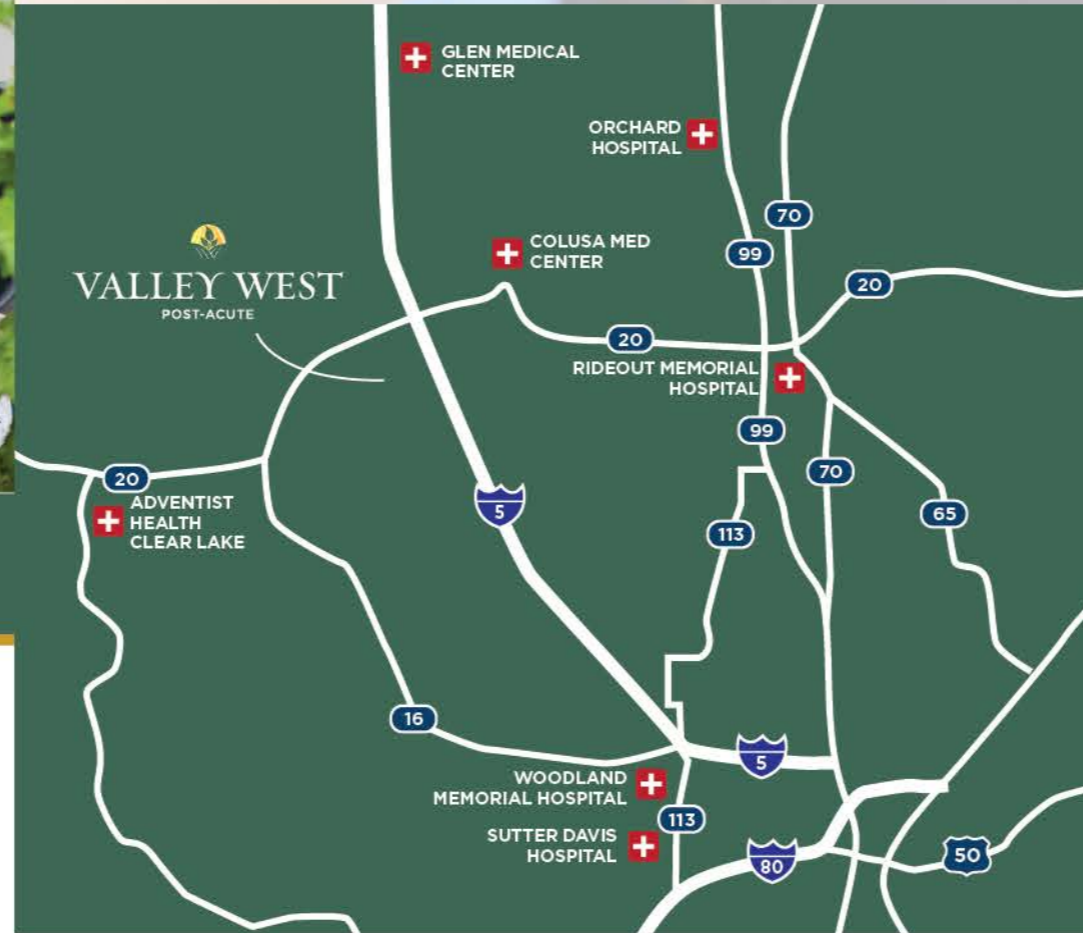 GLEN MEDICAL
CENTER
ORCHARD
HOSPITAL
70
99
COLUSA MED
CENTER
VALLEY WEST
POST-ACUTE
20
20
RIDEOUT MEMORIAL
HOSPITAL
99
70
20
ADVENTIST
HEALTH
CLEAR LAKE
5
65
113
16
5
WOODLAND
MEMORIAL HOSPITAL
113
SUTTER DAVIS
HOSPITAL
80
50